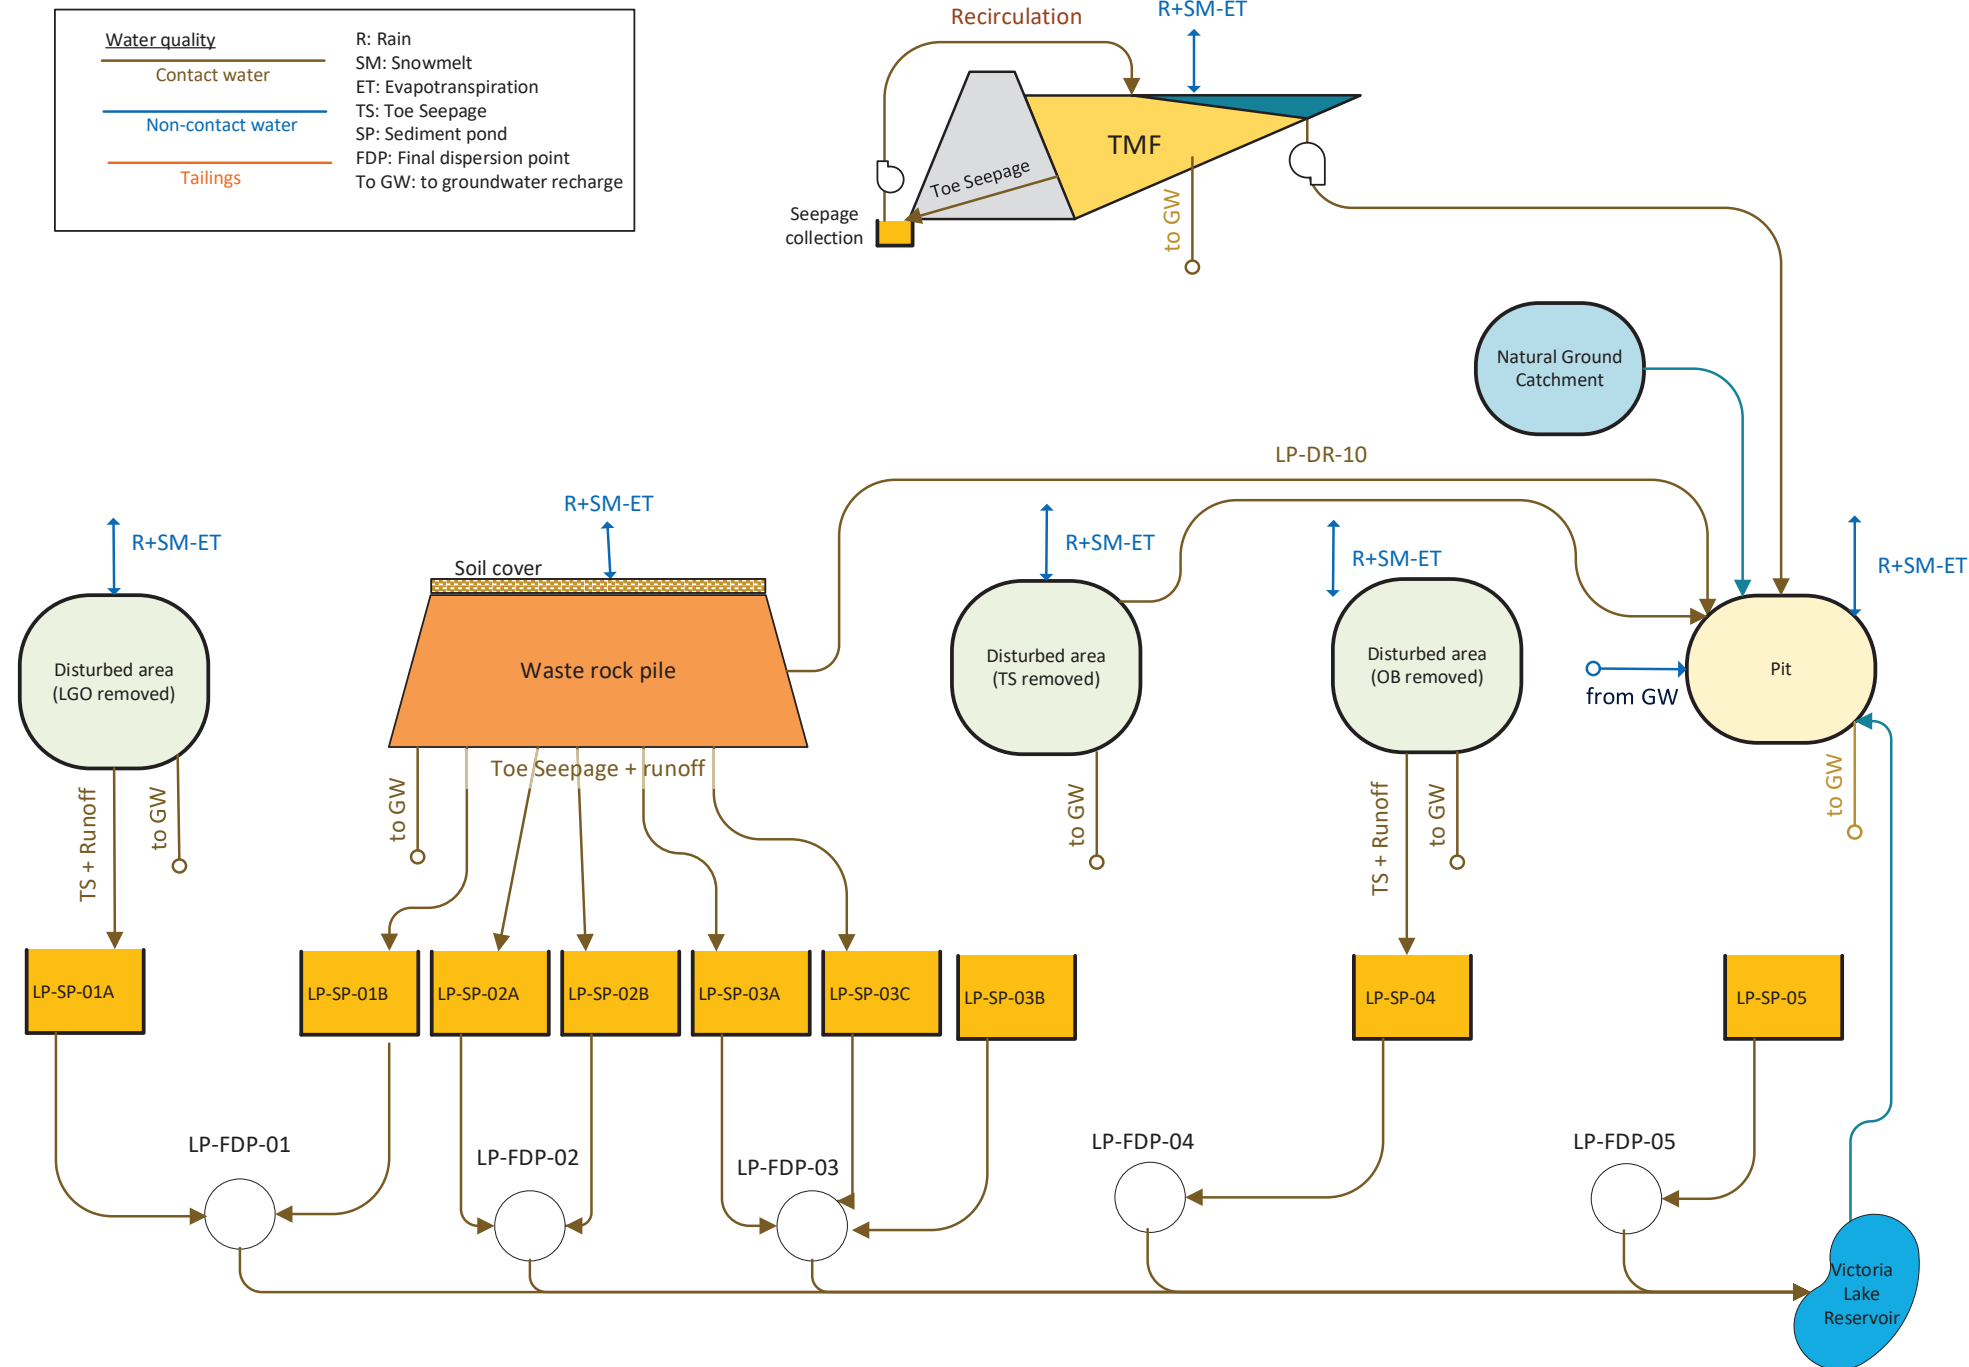 Recirculation
R+SM-ET
Water quality
Contact water
Non-contact water
Tailings
R: Rain
SM: Snowmelt
ET: Evapotranspiration
TS: Toe Seepage
SP: Sediment pond
FDP: Final dispersion point
To GW: to groundwater recharge
TMF
Toe Seepage
Seepage
collection
to GW
Natural Ground
Catchment
LP-DR-10
R+SM-ET
R+SM-ET
R+SM-ET
R+SM-ET
R+SM-ET
Soil cover
Disturbed area
(LGO removed)
Waste rock pile
Disturbed area
(TS removed)
Disturbed area
(OB removed)
Pit
from GW
Toe Seepage + runoff
TS + Runoff
to GW
to GW
to GW
TS + Runoff
to GW
to GW
LP-SP-01A
LP-SP-01B
LP-SP-02A
LP-SP-02B
LP-SP-03A
LP-SP-03C
LP-SP-03B
LP-SP-04
LP-SP-05
LP-FDP-01
LP-FDP-02
LP-FDP-03
LP-FDP-04
LP-FDP-05
Victoria
Lake
Reservoir